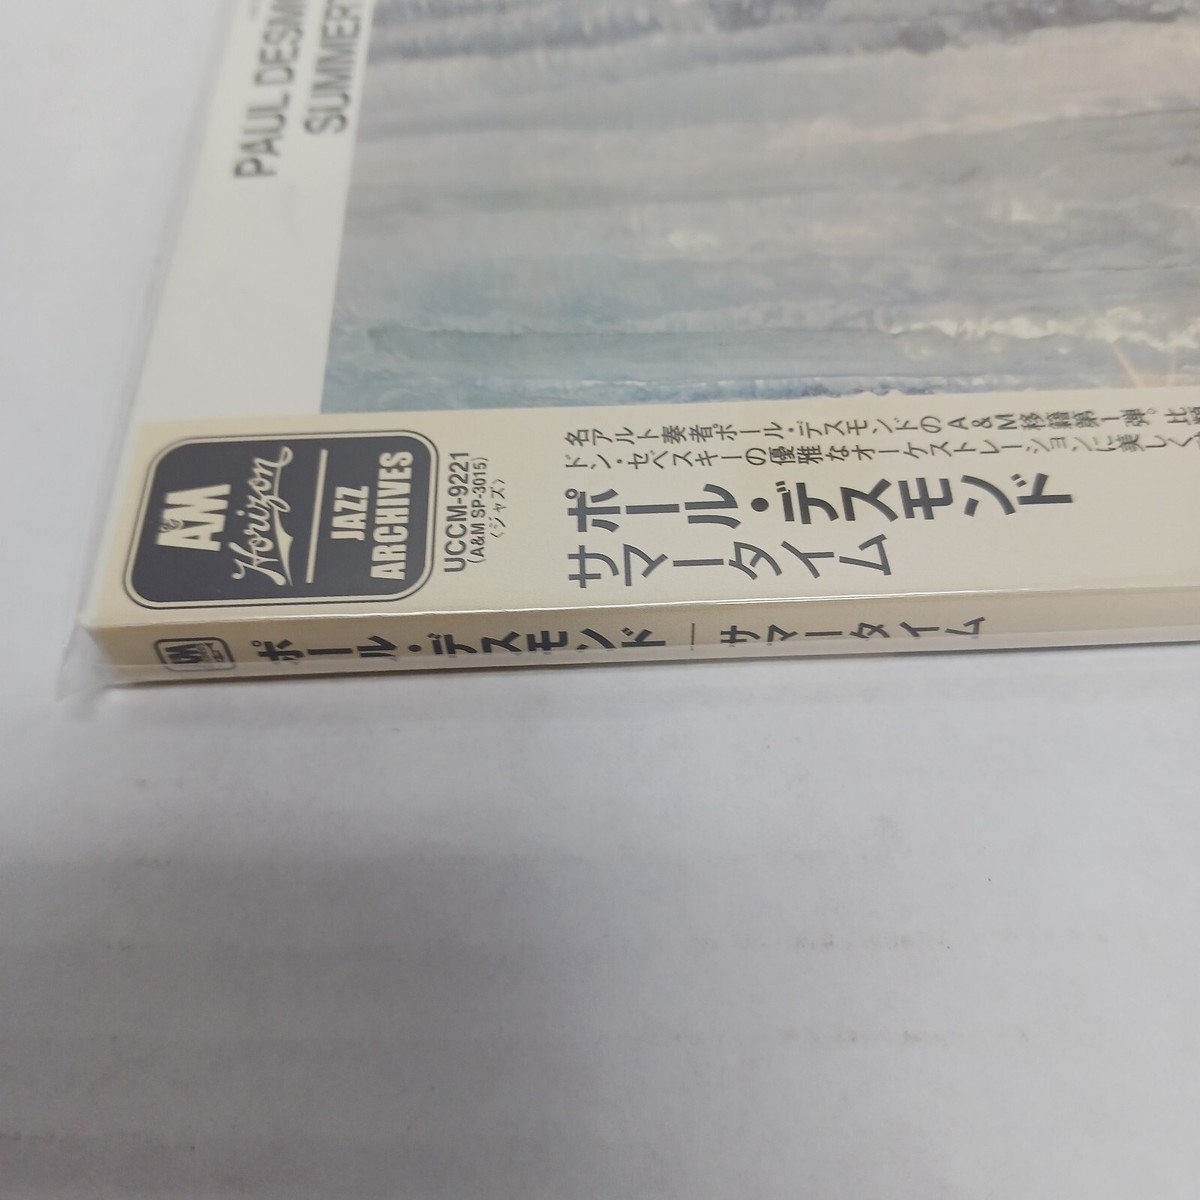 PAUL DESM
SUMMERT
A&M
Horizon
JAZZ
ARCHIVES
UCCM-9221
(A&M SP-3015)
〈ジャズ〉
名アルト奏者ポール・デスモンドのA&M移籍第1弾。
ドン・セベスキーの優雅なオーケストレーションに美しく
ポール・デスモンド
サマータイム
ポール・デスモンド─サマータイム